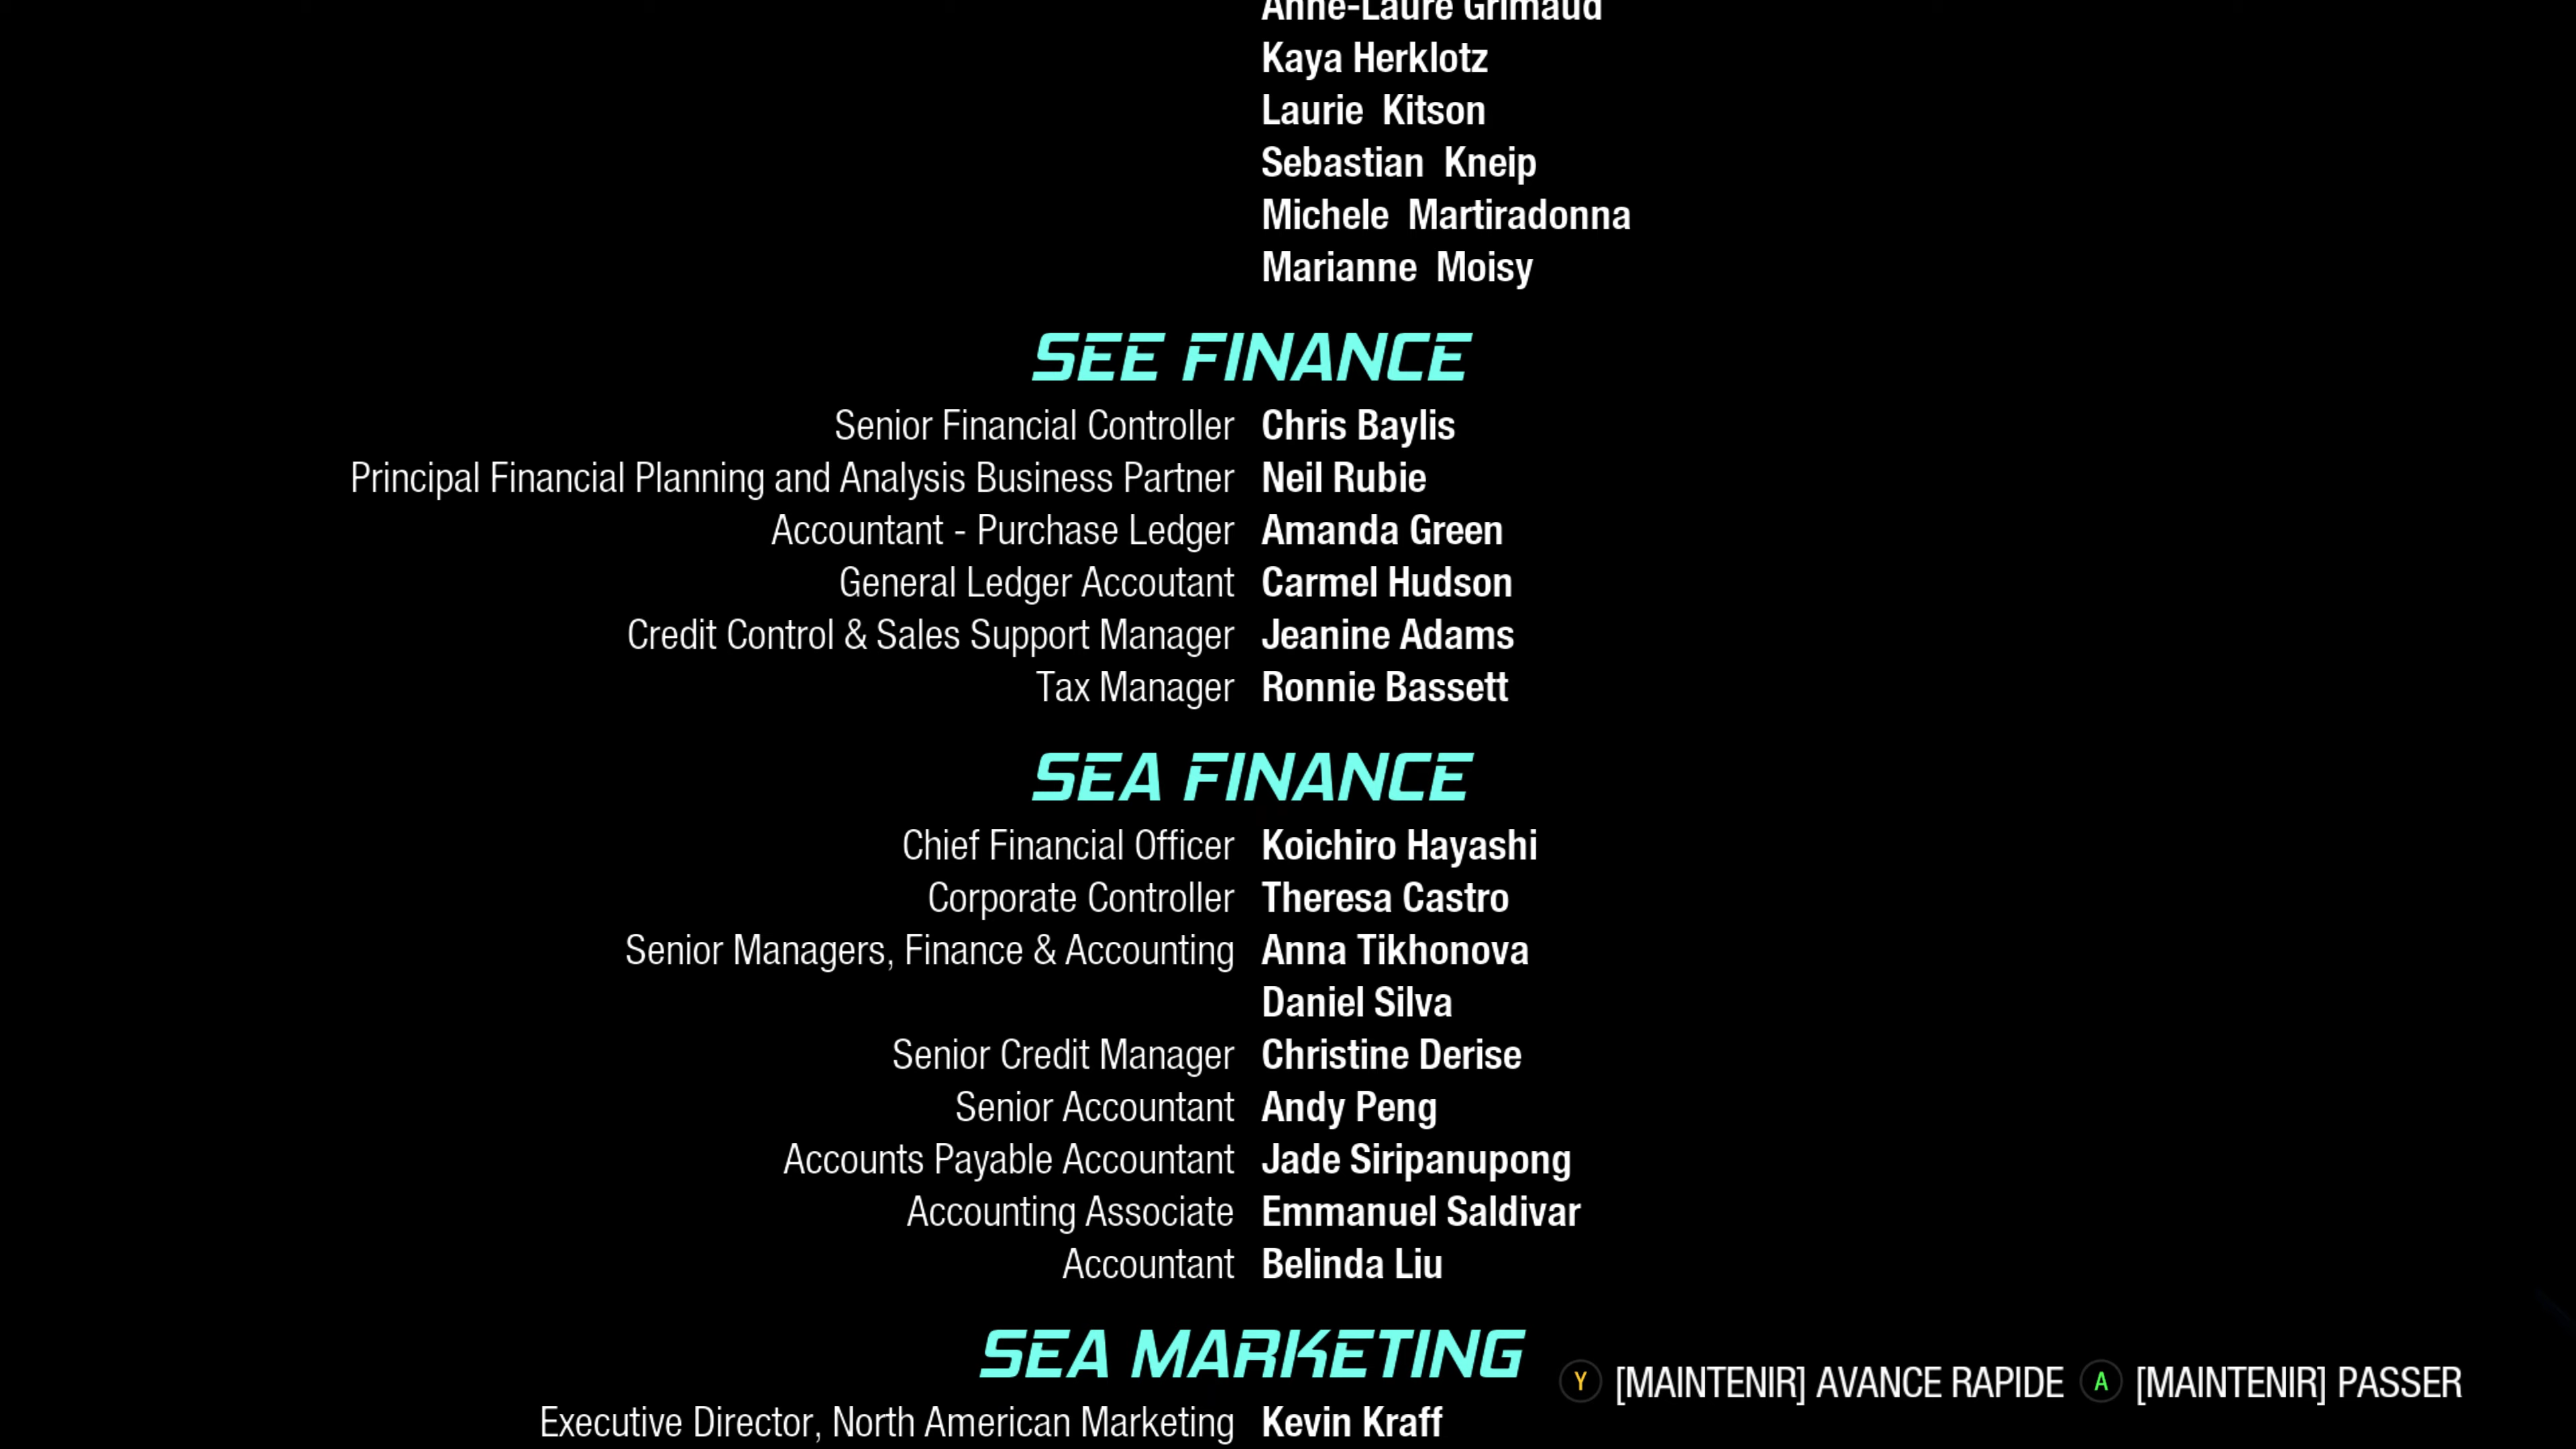 Anne-Laure Grimaud
Kaya Herklotz
Laurie Kitson
Sebastian Kneip
Michele Martiradonna
Marianne Moisy
SEE FINANCE
Senior Financial Controller Chris Baylis
Principal Financial Planning and Analysis Business Partner Neil Rubie
Accountant - Purchase Ledger Amanda Green
General Ledger Accoutant Carmel Hudson
Credit Control & Sales Support Manager Jeanine Adams
Tax Manager Ronnie Bassett
SEA FINANCE
Chief Financial Officer Koichiro Hayashi
Corporate Controller Theresa Castro
Senior Managers, Finance & Accounting Anna Tikhonova
Daniel Silva
Senior Credit Manager Christine Derise
Senior Accountant Andy Peng
Accounts Payable Accountant Jade Siripanupong
Accounting Associate Emmanuel Saldivar
Accountant Belinda Liu
SEA MARKETING
Y [MAINTENIR] AVANCE RAPIDE A [MAINTENIR] PASSER
Executive Director, North American Marketing Kevin Kraff